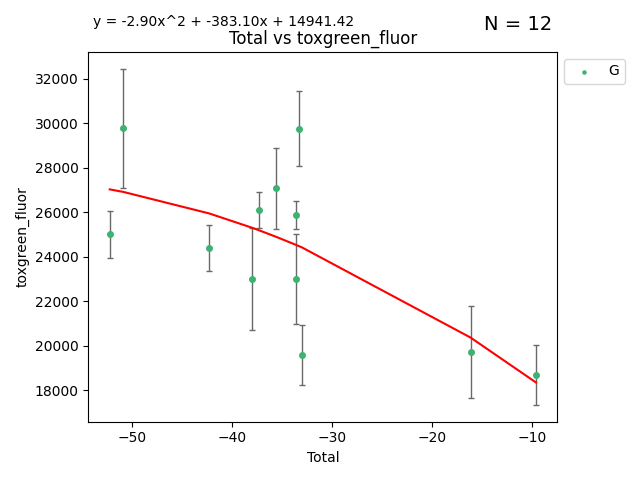 y = -2.90x^2 + -383.10x + 14941.42
N = 12
Total vs toxgreen_fluor
G
32000
30000
28000
26000
24000
22000
20000
18000
toxgreen_fluor
−50
−40
−30
−20
−10
Total